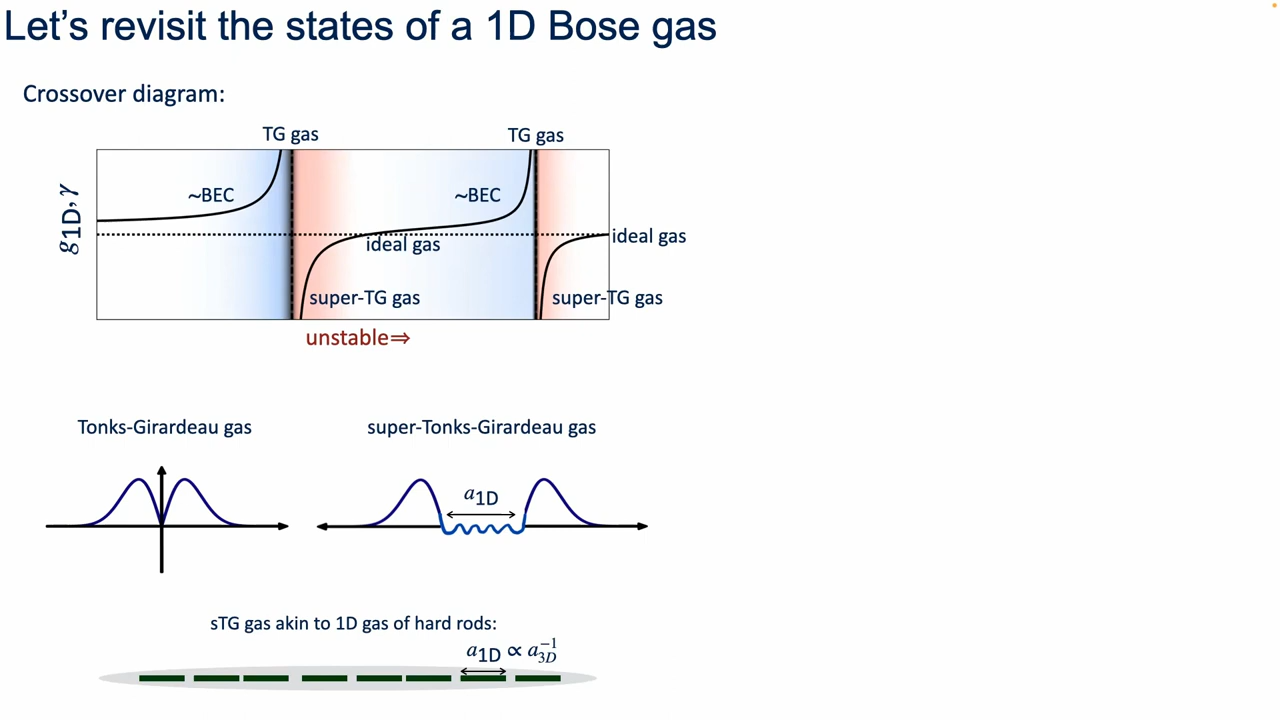 Let's revisit the states of a 1D Bose gas
Crossover diagram:
TG gas
TG gas
g1D, γ
~BEC
~BEC
ideal gas
ideal gas
super-TG gas
super-TG gas
unstable⇒
Tonks-Girardeau gas
super-Tonks-Girardeau gas
a1D
sTG gas akin to 1D gas of hard rods:
a1D ∝ a3D^-1